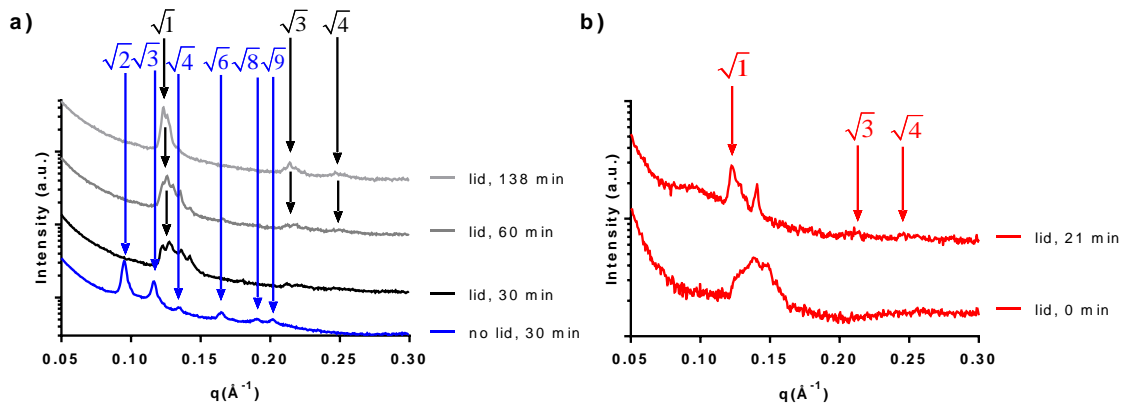 a)
√1 √3 √4
√2 √3 √4 √6 √8 √9
Intensity (a.u.)
lid, 138 min
lid, 60 min
lid, 30 min
no lid, 30 min
0.05 0.10 0.15 0.20 0.25 0.30
q(Å⁻¹)
b)
√1
√3 √4
Intensity (a.u.)
lid, 21 min
lid, 0 min
0.05 0.10 0.15 0.20 0.25 0.30
q(Å⁻¹)